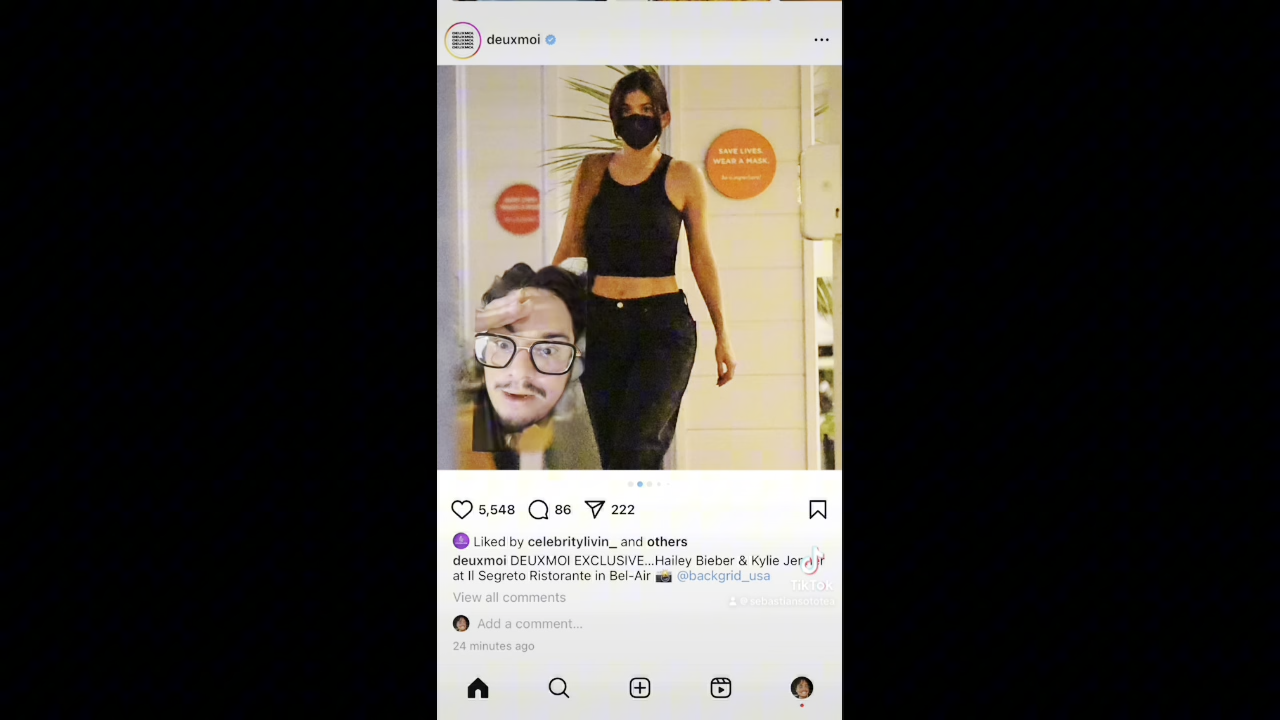 deuxmoi
SAVE LIVES.
WEAR A MASK.
5,548 86 222
Liked by celebritylivin_ and others
deuxmoi DEUXMOI EXCLUSIVE...Hailey Bieber & Kylie Jenner
at Il Segreto Ristorante in Bel-Air 📸 @backgrid_usa
View all comments
Add a comment...
24 minutes ago
TikTok